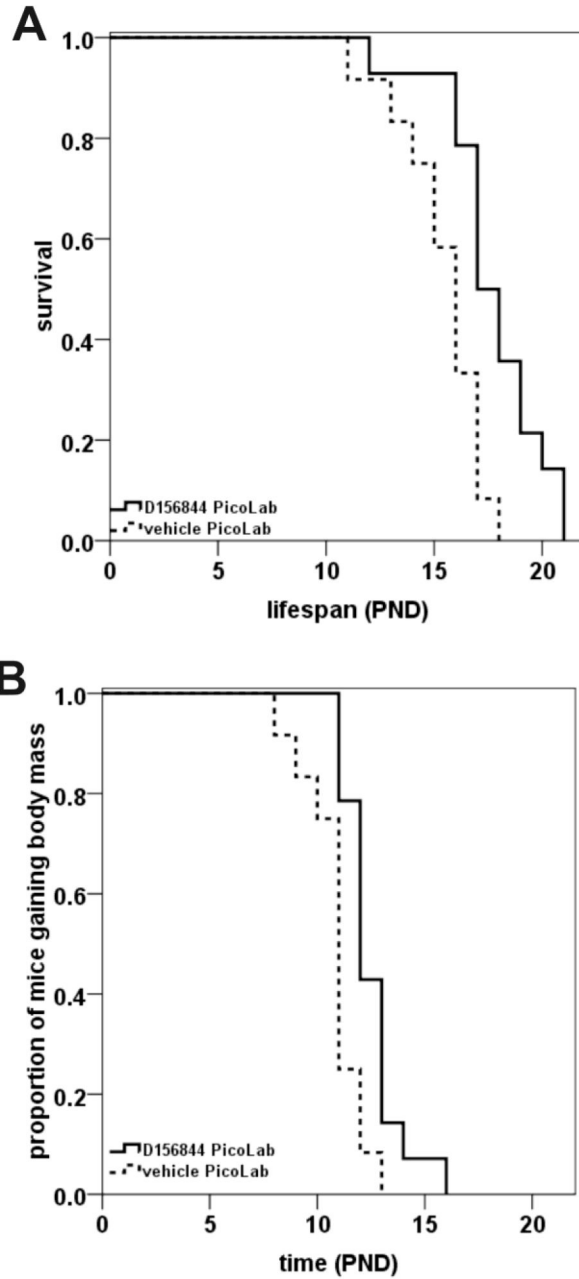 A
1.0
0.8
0.6
0.4
0.2
0.0
survival
D156844 PicoLab
vehicle PicoLab
0 5 10 15 20
lifespan (PND)
B
1.0
0.8
0.6
0.4
0.2
0.0
proportion of mice gaining body mass
D156844 PicoLab
vehicle PicoLab
0 5 10 15 20
time (PND)